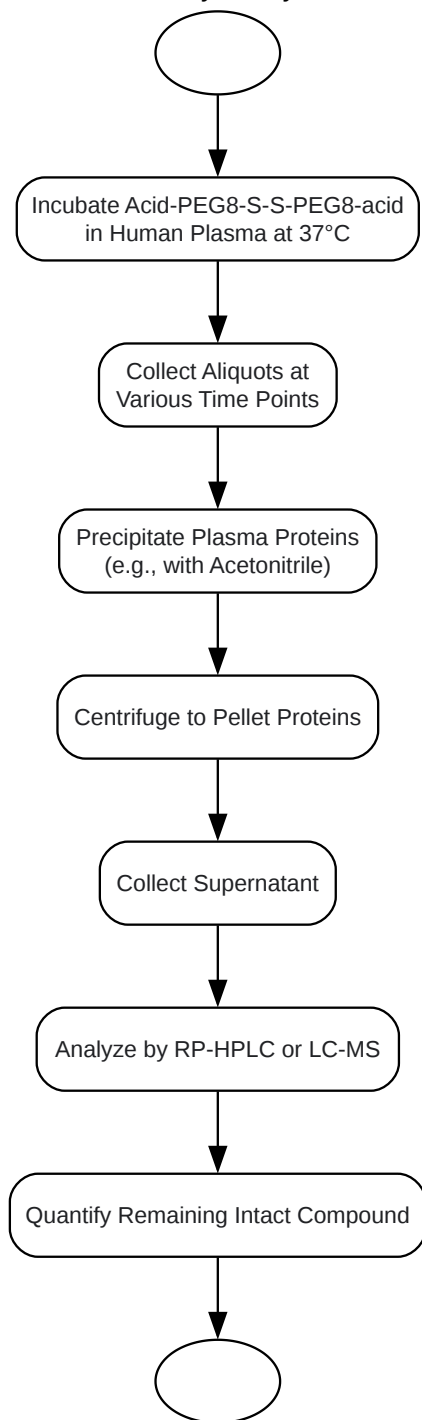 Incubate Acid-PEG8-S-S-PEG8-acid
in Human Plasma at 37°C
Collect Aliquots at
Various Time Points
Precipitate Plasma Proteins
(e.g., with Acetonitrile)
Centrifuge to Pellet Proteins
Collect Supernatant
Analyze by RP-HPLC or LC-MS
Quantify Remaining Intact Compound